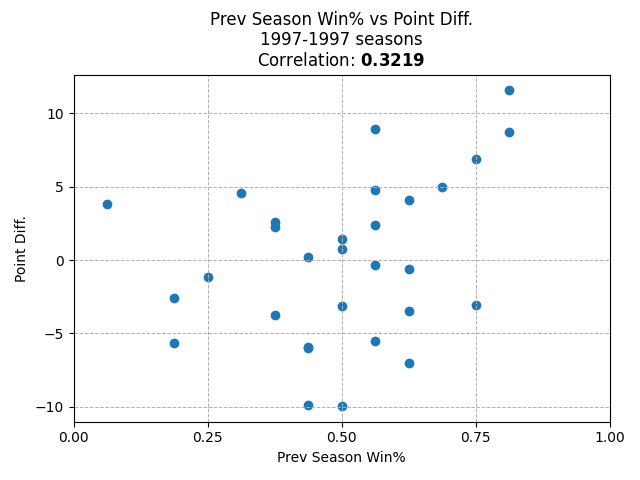 Prev Season Win% vs Point Diff.
1997-1997 seasons
Correlation: 0.3219
Point Diff.
10
5
0
−5
−10
0.00 0.25 0.50 0.75 1.00
Prev Season Win%